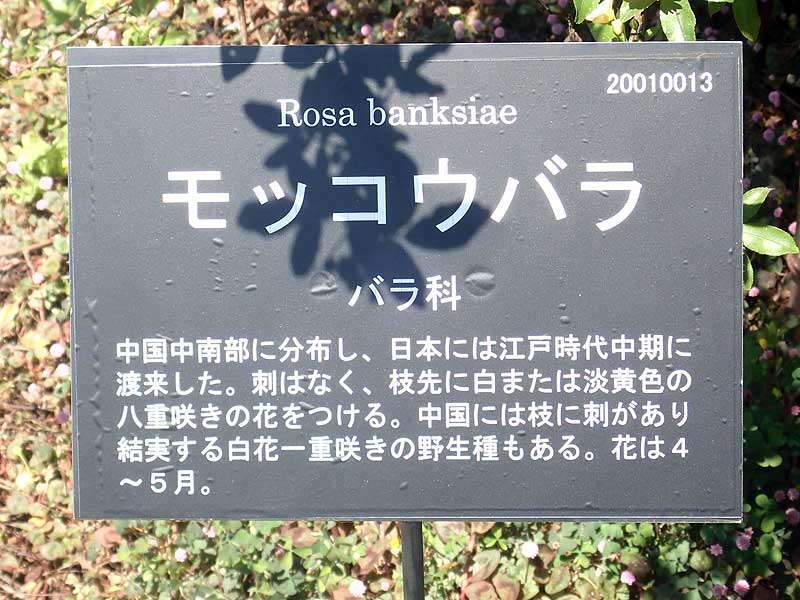 20010013
Rosa banksiae
モッコウバラ
バラ科
中国中南部に分布し、日本には江戸時代中期に
渡来した。刺はなく、枝先に白または淡黄色の
八重咲きの花をつける。中国には枝に刺があり
結実する白花一重咲きの野生種もある。花は４
～５月。